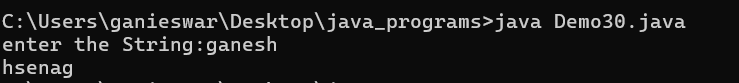 C:\Users\ganieswar\Desktop\java_programs>java Demo30.java
enter the String:ganesh
hsenag